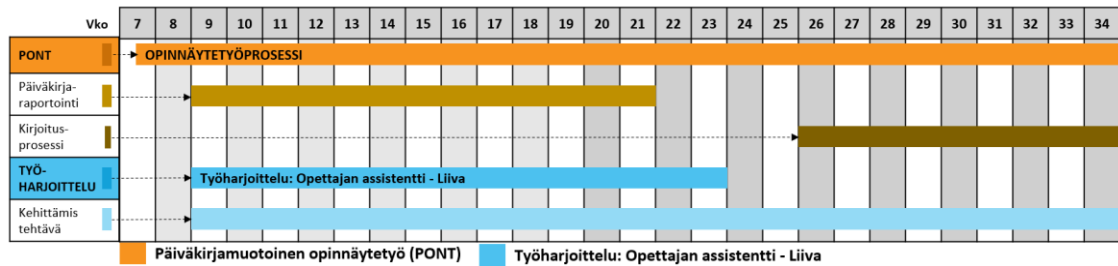 Vko 7 8 9 10 11 12 13 14 15 16 17 18 19 20 21 22 23 24 25 26 27 28 29 30 31 32 33 34
PONT OPINNÄYTETYÖPROSESSI
Päiväkirja-
raportointi
Kirjoitus-
prosessi
TYÖ-
HARJOITTELU
Työharjoittelu: Opettajan assistentti - Liiva
Kehittämis
tehtävä
Päiväkirjamuotoinen opinnäytetyö (PONT) Työharjoittelu: Opettajan assistentti - Liiva